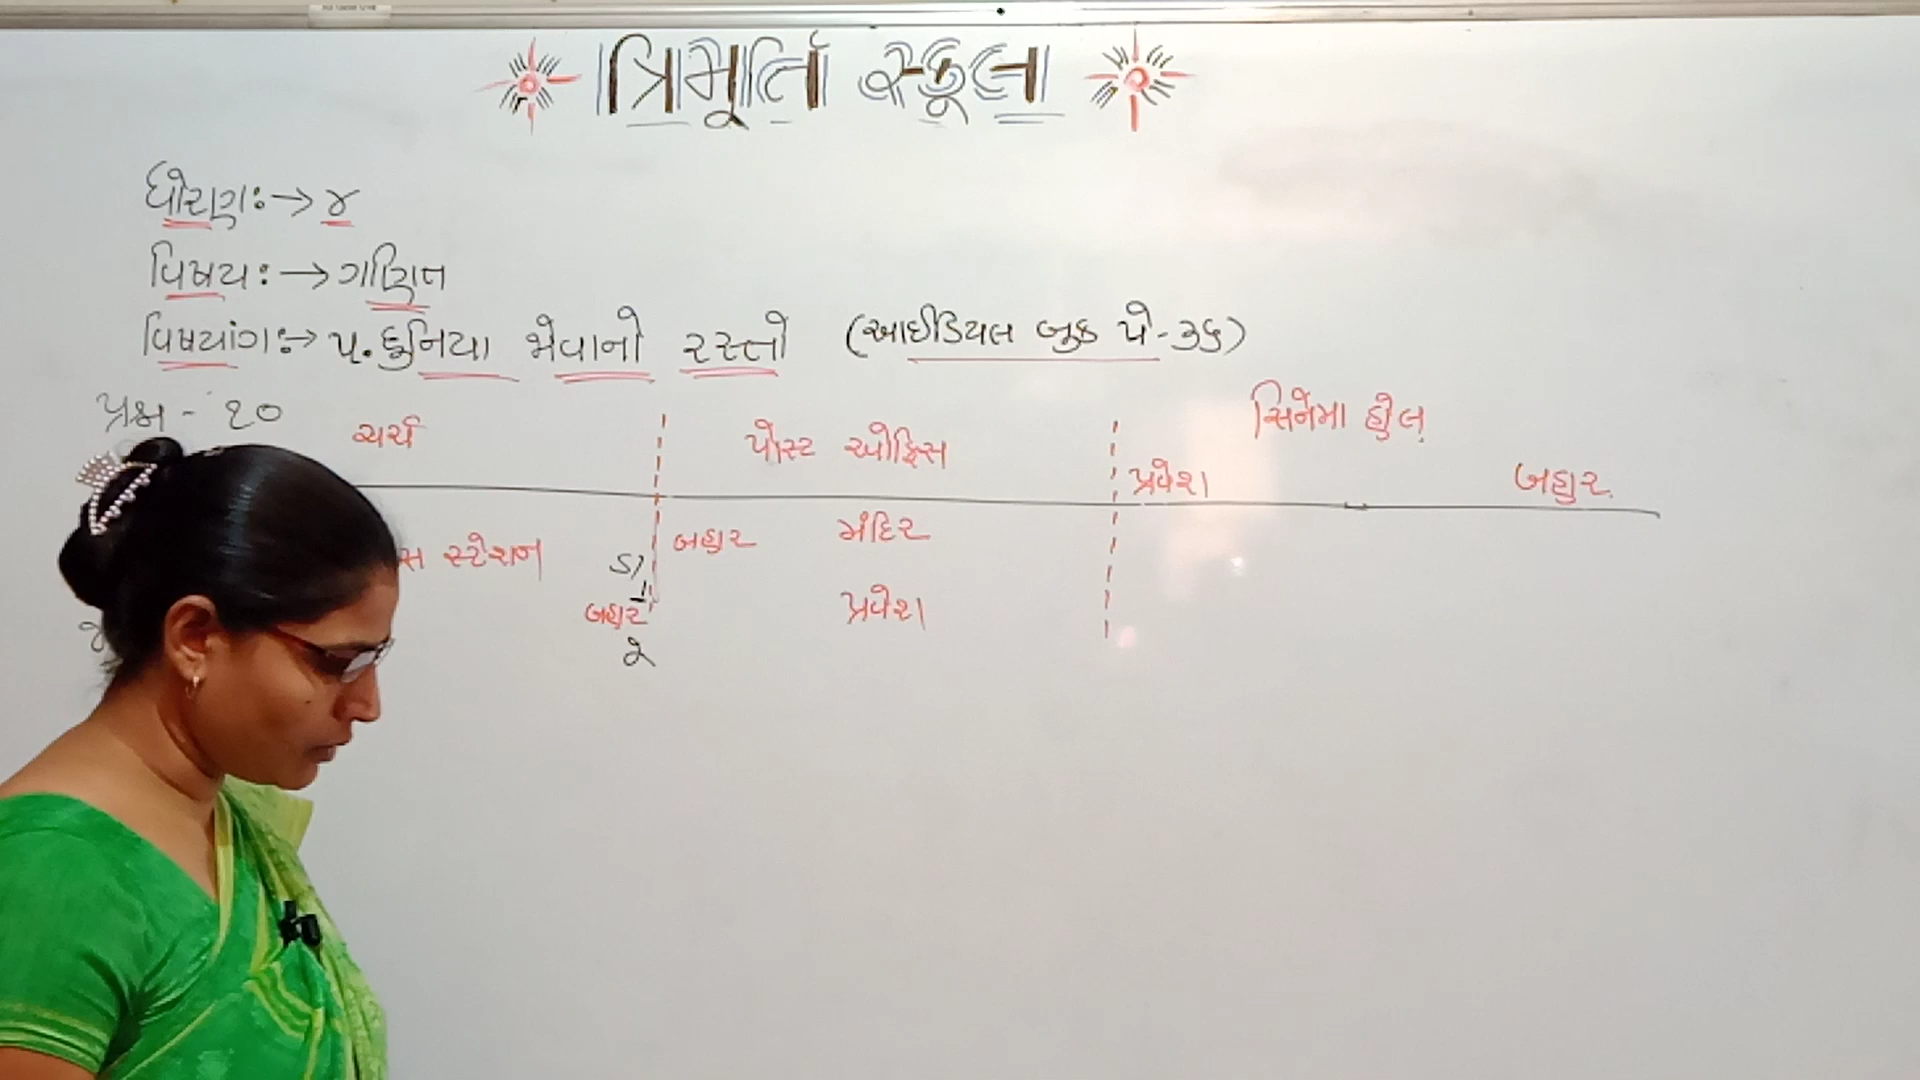 ત્રિમૂર્તિ સ્કૂલ
ધોરણ:→ ૪
વિષય:→ ગણિત
વિષયાંગ:→ ૫. દુનિયા જોવાનો રસ્તો (આઈડિયલ બુક પે-૩૬)
પ્રશ્ન - ૧૦
ચર્ચ પોસ્ટ ઓફિસ સિનેમા હોલ
પ્રવેશ બહાર
સ સ્ટેશન બહાર મંદિર
ડા
બહાર પ્રવેશ
બુ